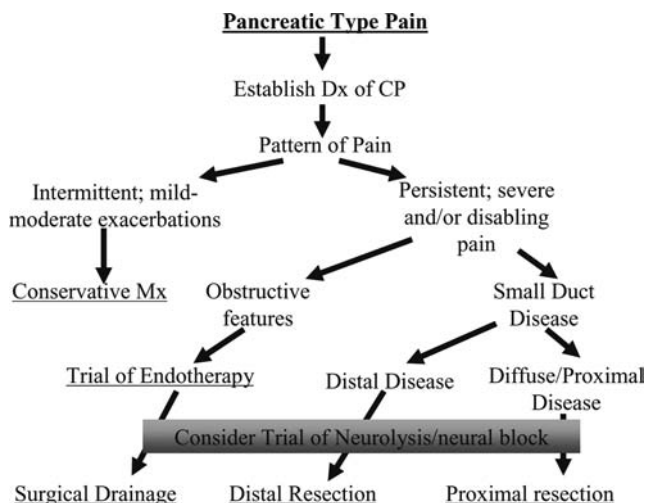 Pancreatic Type Pain
Establish Dx of CP
Pattern of Pain
Intermittent; mild-
moderate exacerbations
Persistent; severe
and/or disabling
pain
Conservative Mx
Obstructive
features
Small Duct
Disease
Trial of Endotherapy
Distal Disease
Diffuse/Proximal
Disease
Consider Trial of Neurolysis/neural block
Surgical Drainage
Distal Resection
Proximal resection